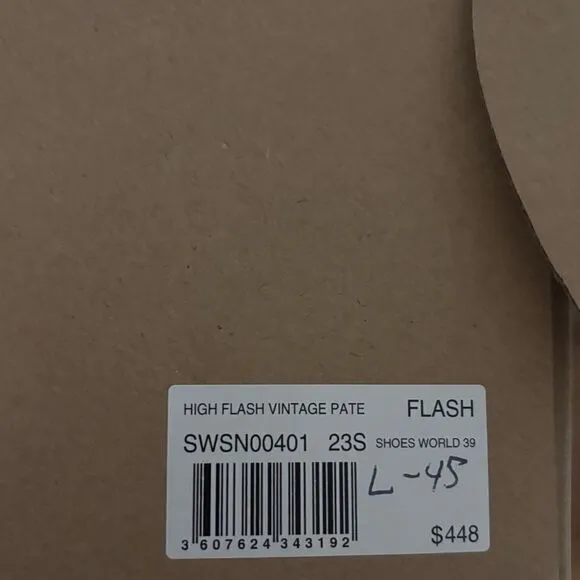 HIGH FLASH VINTAGE PATE FLASH
SWSN00401 23S SHOES WORLD 39
L-45
3 607624 343192
$448